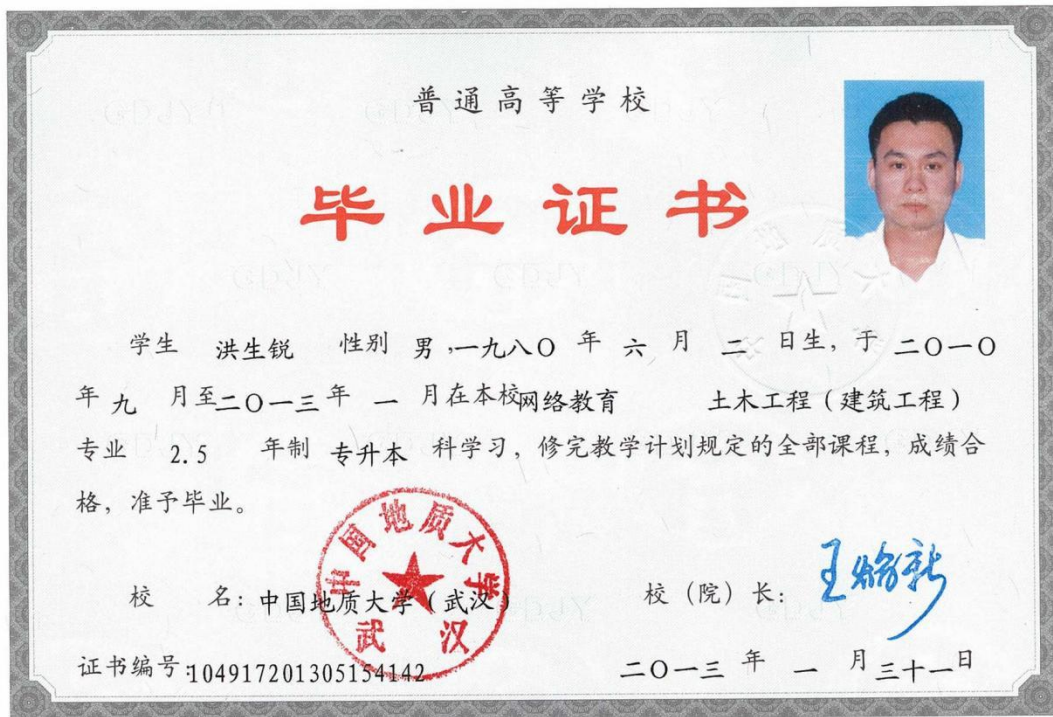 普通高等学校
毕业证书
学生 洪生锐 性别 男,一九八〇 年 六 月 二 日生，于 二〇一〇
年 九 月至二〇一三年 一 月在本校网络教育 土木工程（建筑工程）
专业 2.5 年制 专升本 科学习，修完教学计划规定的全部课程，成绩合
格，准予毕业。
中国地质大学
武汉
校 名：中国地质大学（武汉） 校（院）长：
证书编号:104917201305154142 二〇一三 年 一 月 三十一日